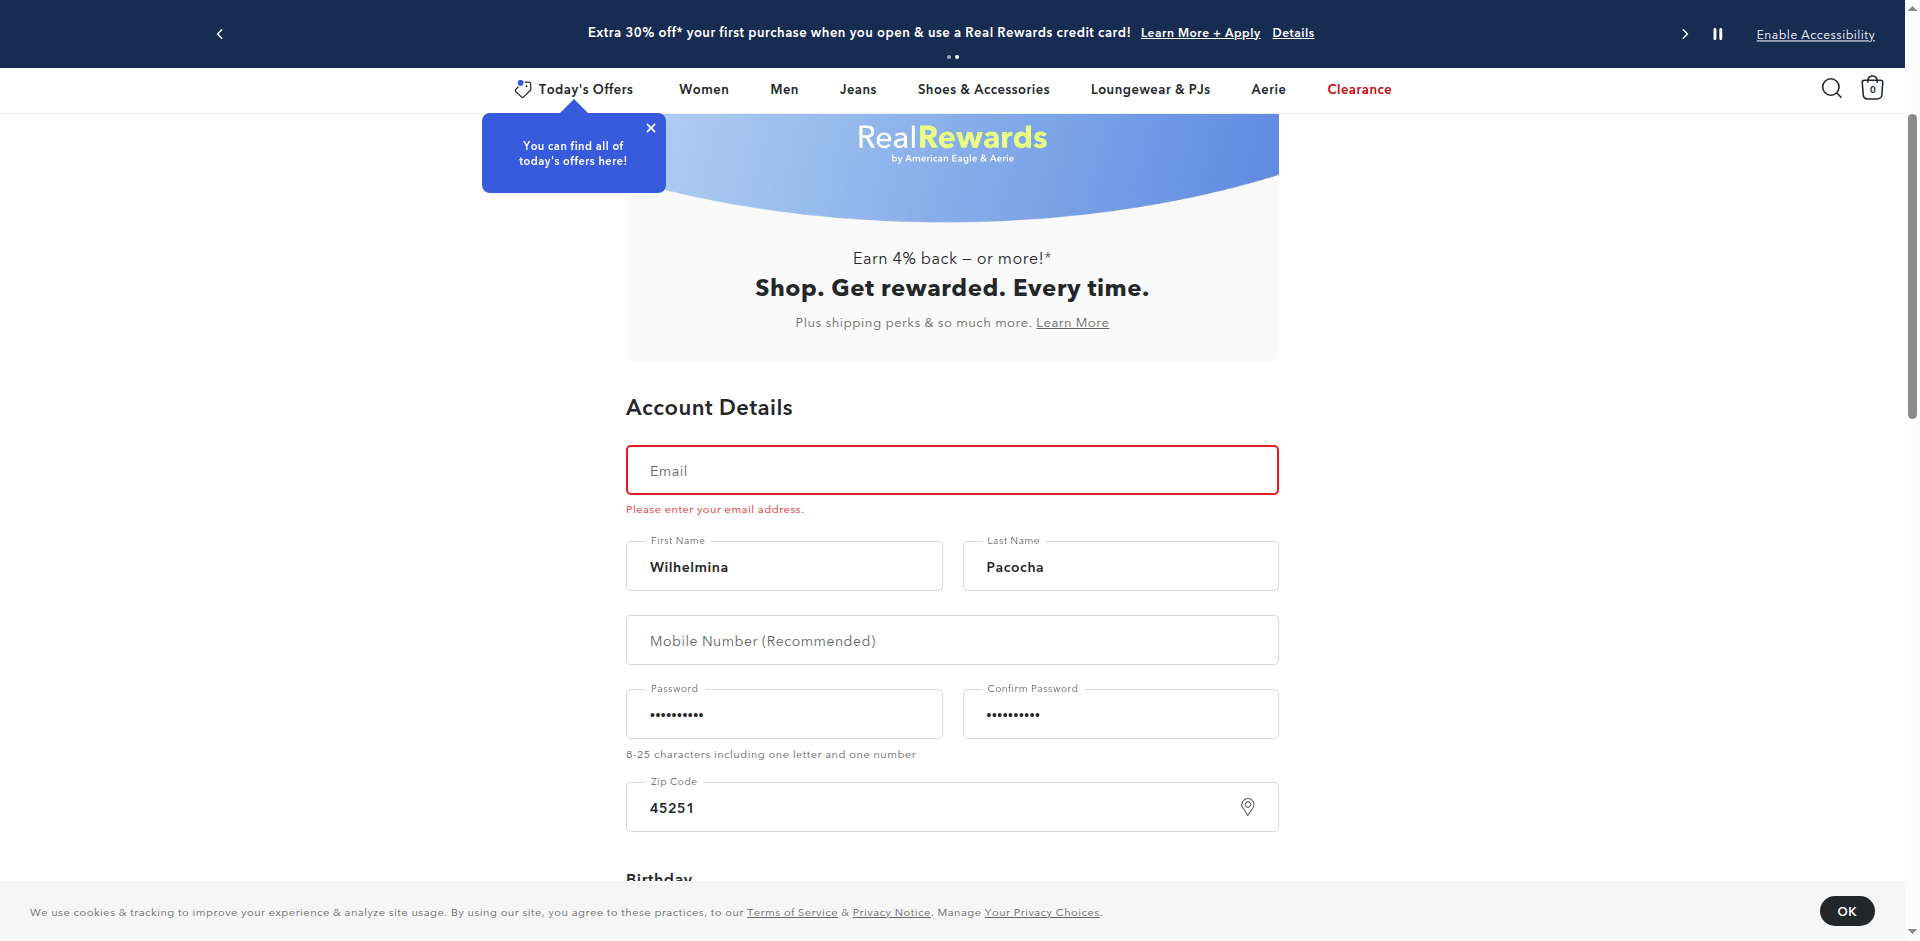 Extra 30% off* your first purchase when you open & use a Real Rewards credit card! Learn More + Apply Details
Enable Accessibility
Today's Offers
Women
Men
Jeans
Shoes & Accessories
Loungewear & PJs
Aerie
Clearance
0
You can find all of
today's offers here!
RealRewards
by American Eagle & Aerie
Earn 4% back – or more!*
Shop. Get rewarded. Every time.
Plus shipping perks & so much more. Learn More
Account Details
Email
Please enter your email address.
First Name
Wilhelmina
Last Name
Pacocha
Mobile Number (Recommended)
Password
••••••••••
Confirm Password
••••••••••
8-25 characters including one letter and one number
Zip Code
45251
Birthday
We use cookies & tracking to improve your experience & analyze site usage. By using our site, you agree to these practices, to our Terms of Service & Privacy Notice. Manage Your Privacy Choices.
OK